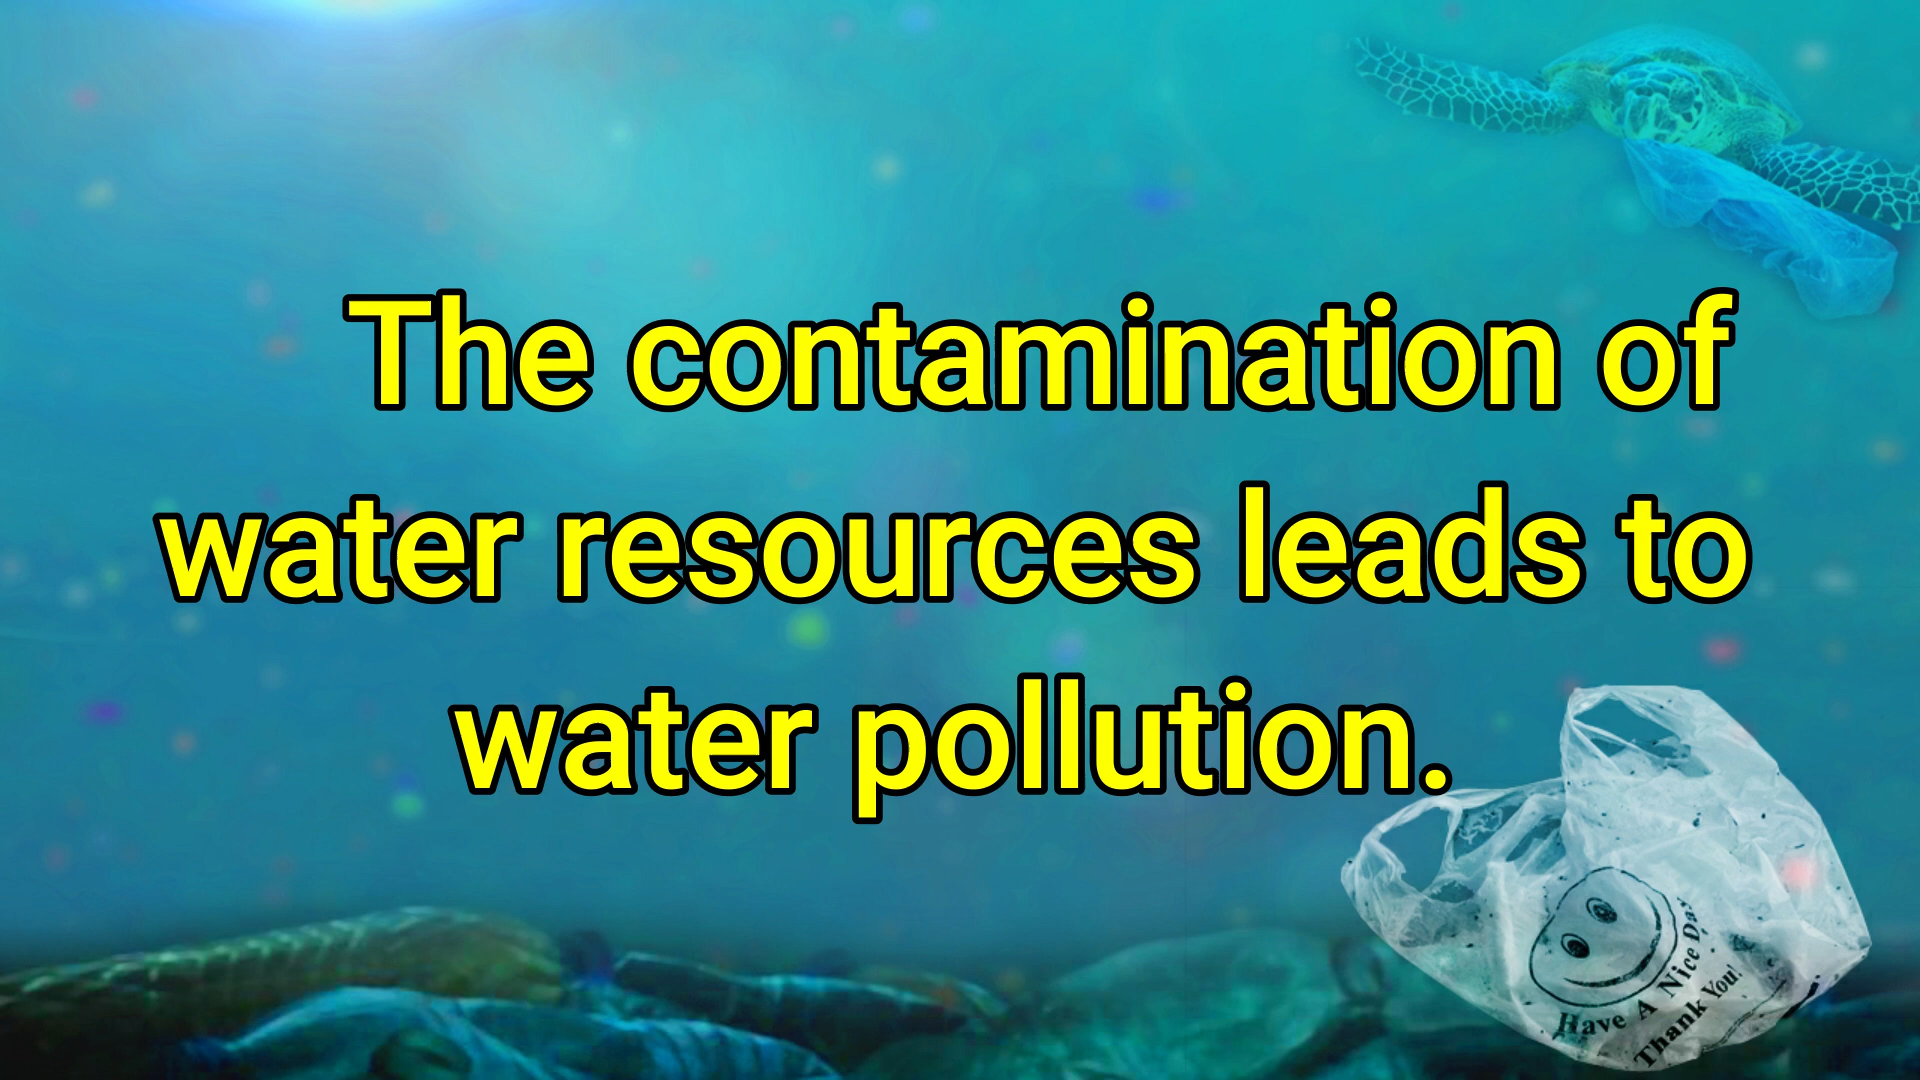 The contamination of
water resources leads to
water pollution.
Have A Nice Day
Thank You!